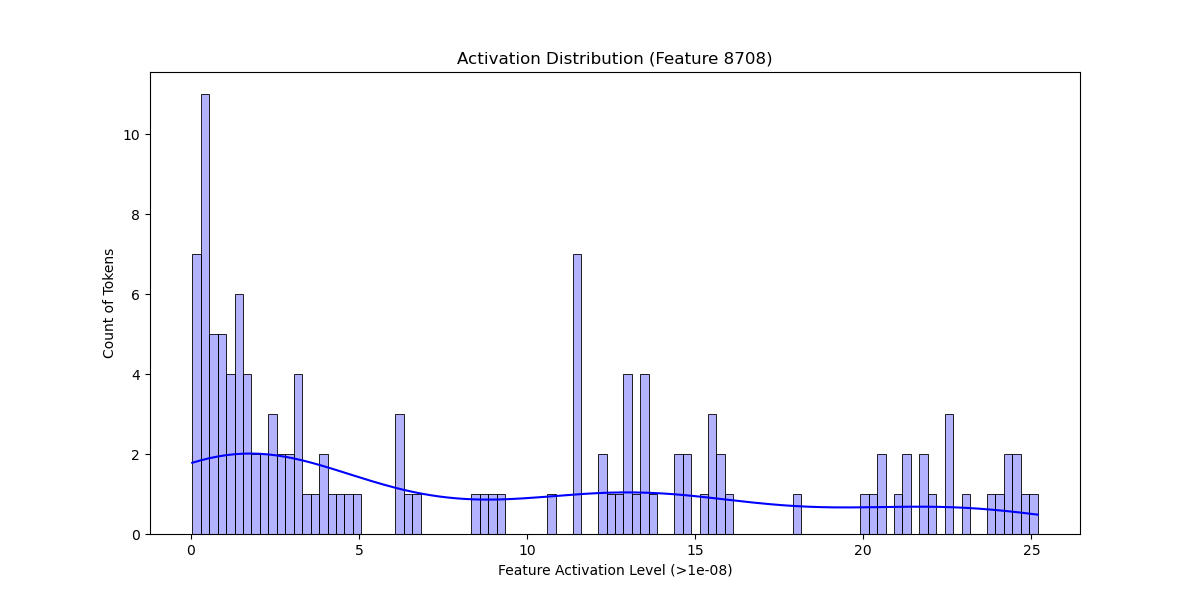 Activation Distribution (Feature 8708)
Count of Tokens
10
8
6
4
2
0
0 5 10 15 20 25
Feature Activation Level (>1e-08)